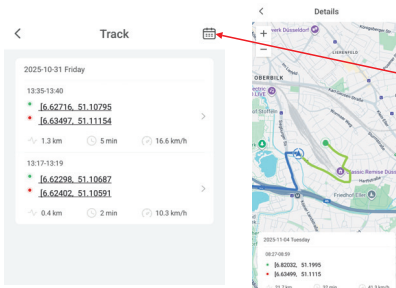 Track
2025-10-31 Friday
13:35-13:40
[6.62716, 51.10795
[6.63497, 51.11154
1.3 km
5 min
16.6 km/h
13:17-13:19
[6.62298, 51.10687
[6.62402, 51.10591
0.4 km
2 min
10.3 km/h
Details
+
−
werk Düsseldorf
LIERENFELD
OBERBILK
Classic Remise Düss
2025-11-04 Tuesday
08:27-08:59
[6.82032, 51.1995
[6.63499, 51.1115